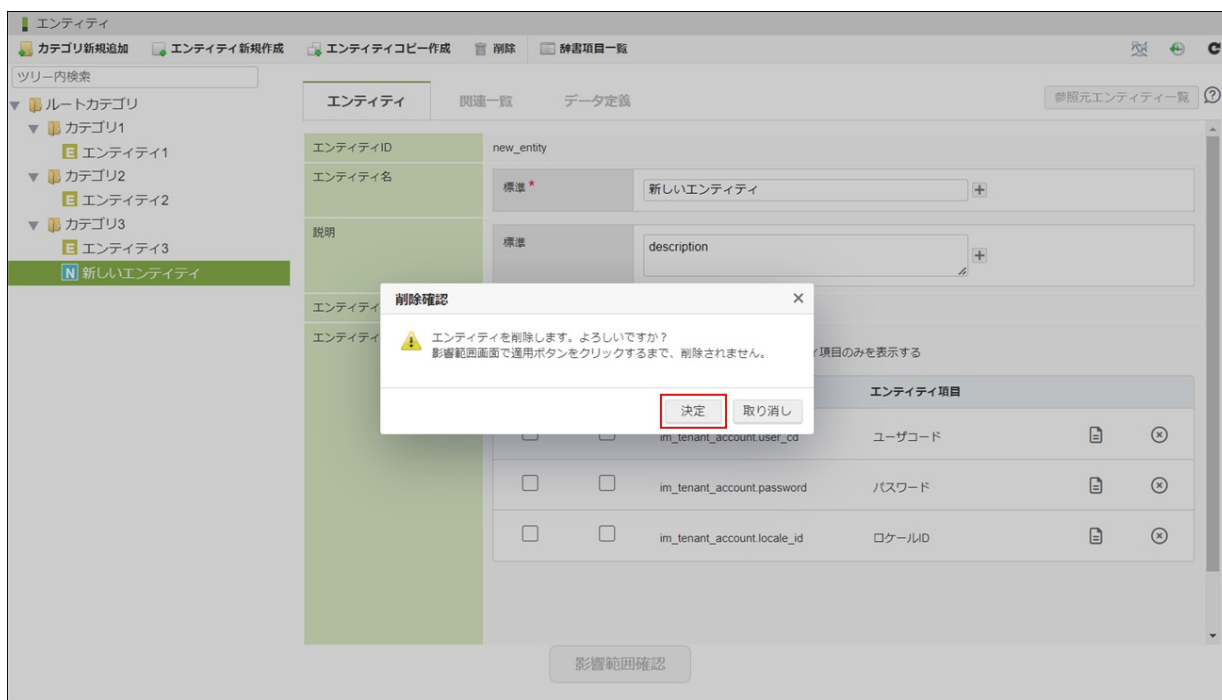 エンティティ
カテゴリ新規追加 エンティティ新規作成 エンティティコピー作成 削除 辞書項目一覧
ツリー内検索
ルートカテゴリ
カテゴリ1
エンティティ1
カテゴリ2
エンティティ2
カテゴリ3
エンティティ3
新しいエンティティ
エンティティ 関連一覧 データ定義 参照元エンティティ一覧
エンティティID new_entity
エンティティ名 標準 * 新しいエンティティ
説明 標準 description
エンティティ
エンティティ
項目のみを表示する
削除確認
エンティティを削除します。よろしいですか？
影響範囲画面で適用ボタンをクリックするまで、削除されません。
決定 取り消し
エンティティ項目
im_tenant_account.user_cd ユーザコード
im_tenant_account.password パスワード
im_tenant_account.locale_id ロケールID
影響範囲確認